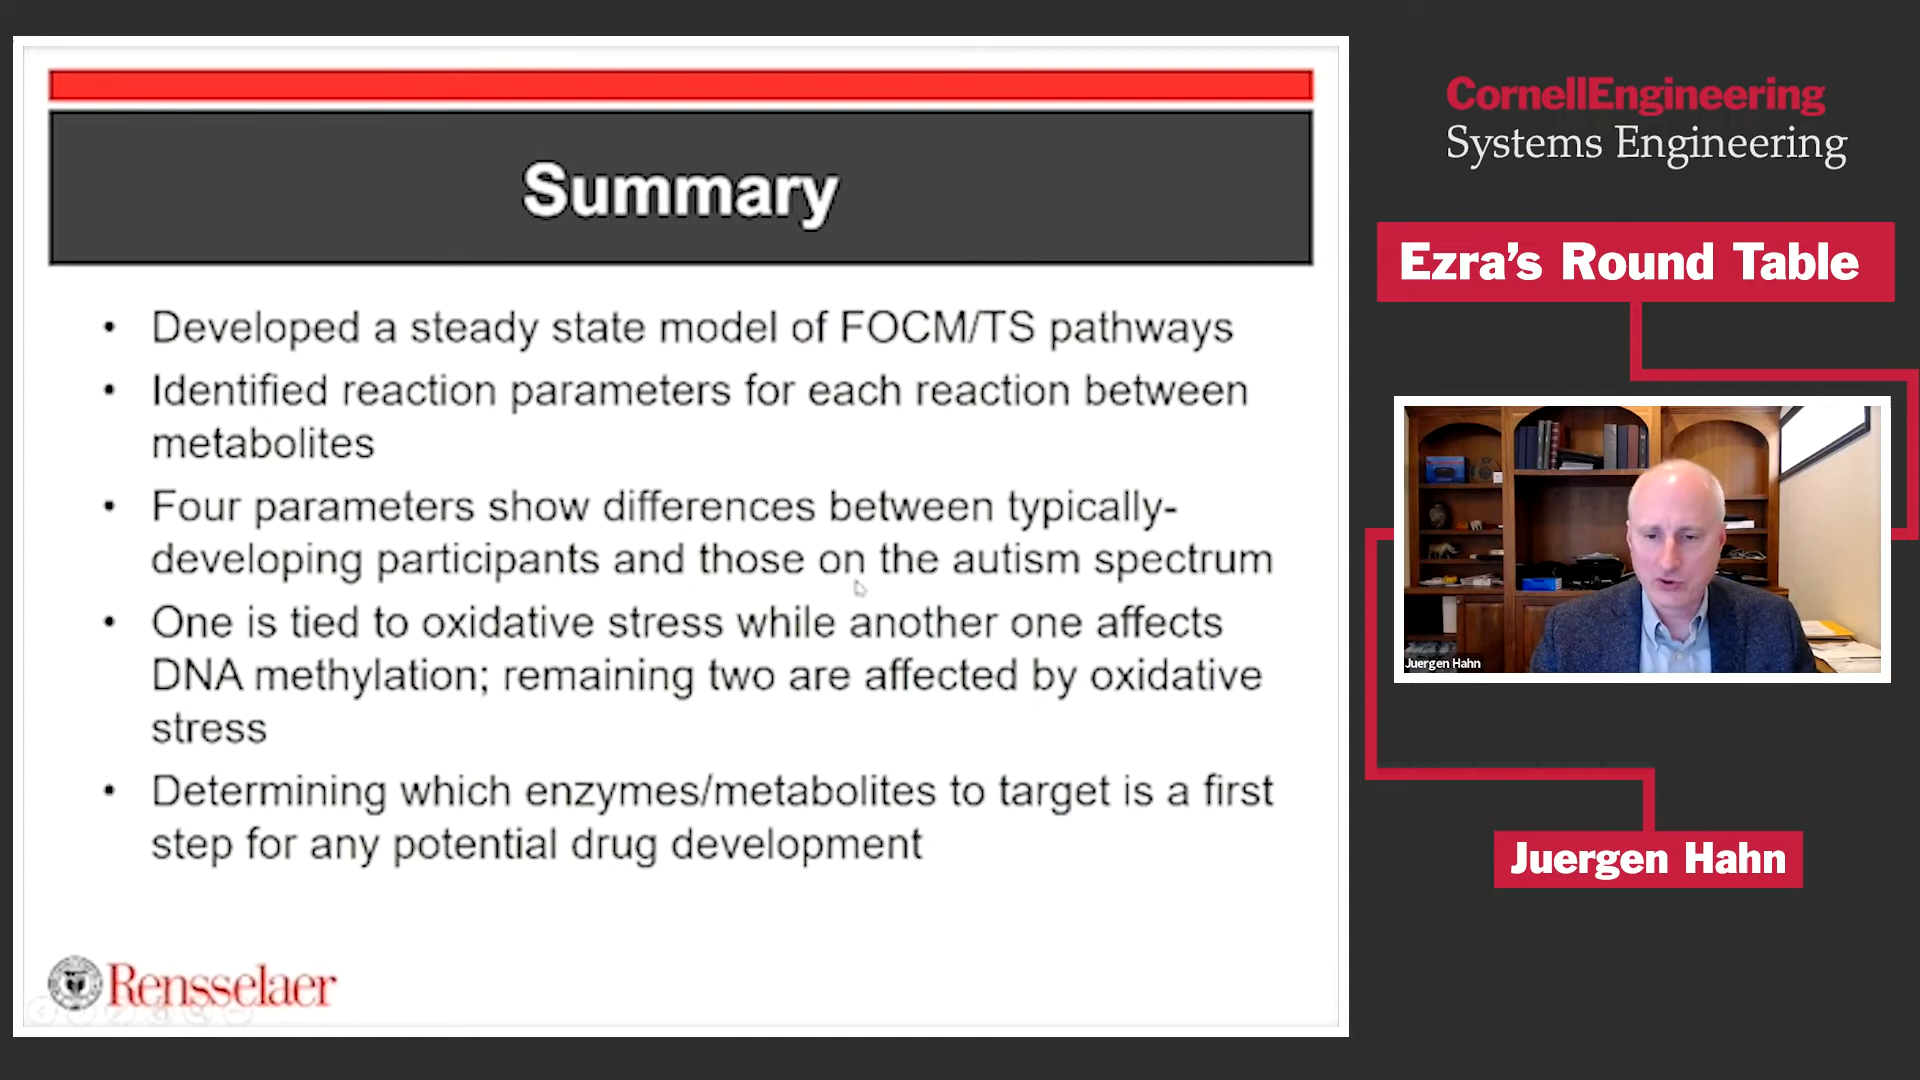 Summary
• Developed a steady state model of FOCM/TS pathways
• Identified reaction parameters for each reaction between
metabolites
• Four parameters show differences between typically-
developing participants and those on the autism spectrum
• One is tied to oxidative stress while another one affects
DNA methylation; remaining two are affected by oxidative
stress
• Determining which enzymes/metabolites to target is a first
step for any potential drug development
Rensselaer
CornellEngineering
Systems Engineering
Ezra's Round Table
Juergen Hahn
Juergen Hahn